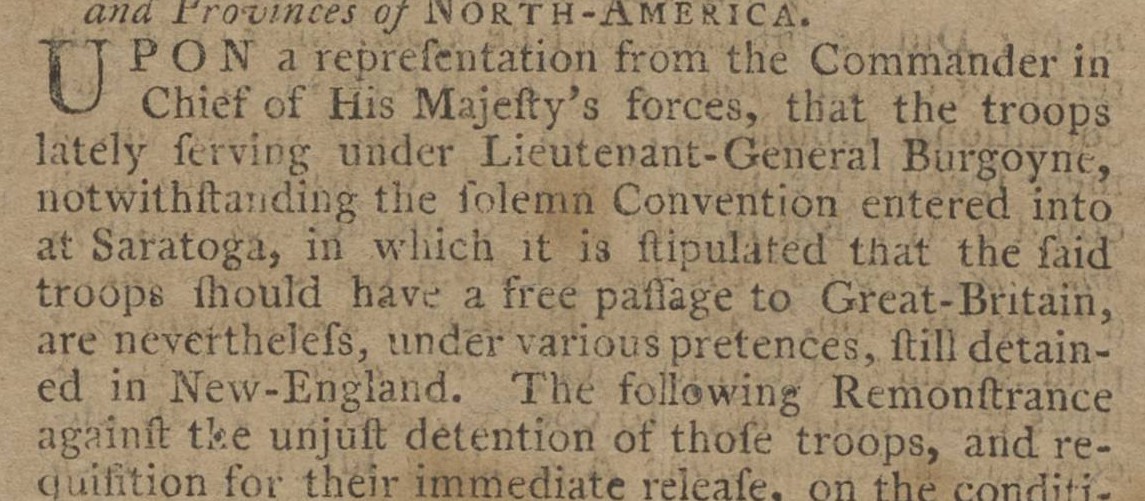 and Provinces of NORTH-AMERICA.
UPON a repreſentation from the Commander in
Chief of His Majeſty's forces, that the troops
lately ſerving under Lieutenant-General Burgoyne,
notwithſtanding the ſolemn Convention entered into
at Saratoga, in which it is ſtipulated that the ſaid
troops ſhould have a free paſſage to Great-Britain,
are nevertheleſs, under various pretences, ſtill detain-
ed in New-England. The following Remonſtrance
againſt the unjuſt detention of thoſe troops, and re-
quiſition for their immediate releaſe, on the conditi-